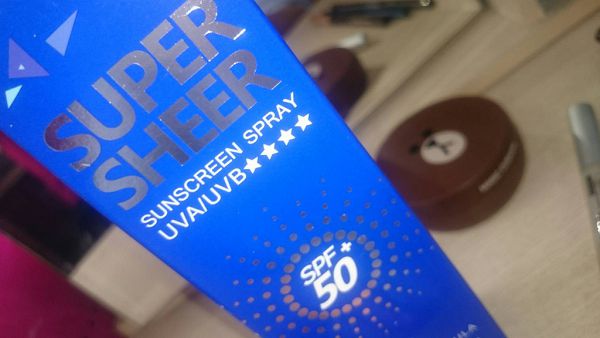 SUPER
SHEER
SUNSCREEN SPRAY
UVA/UVB★★★★
SPF +
50